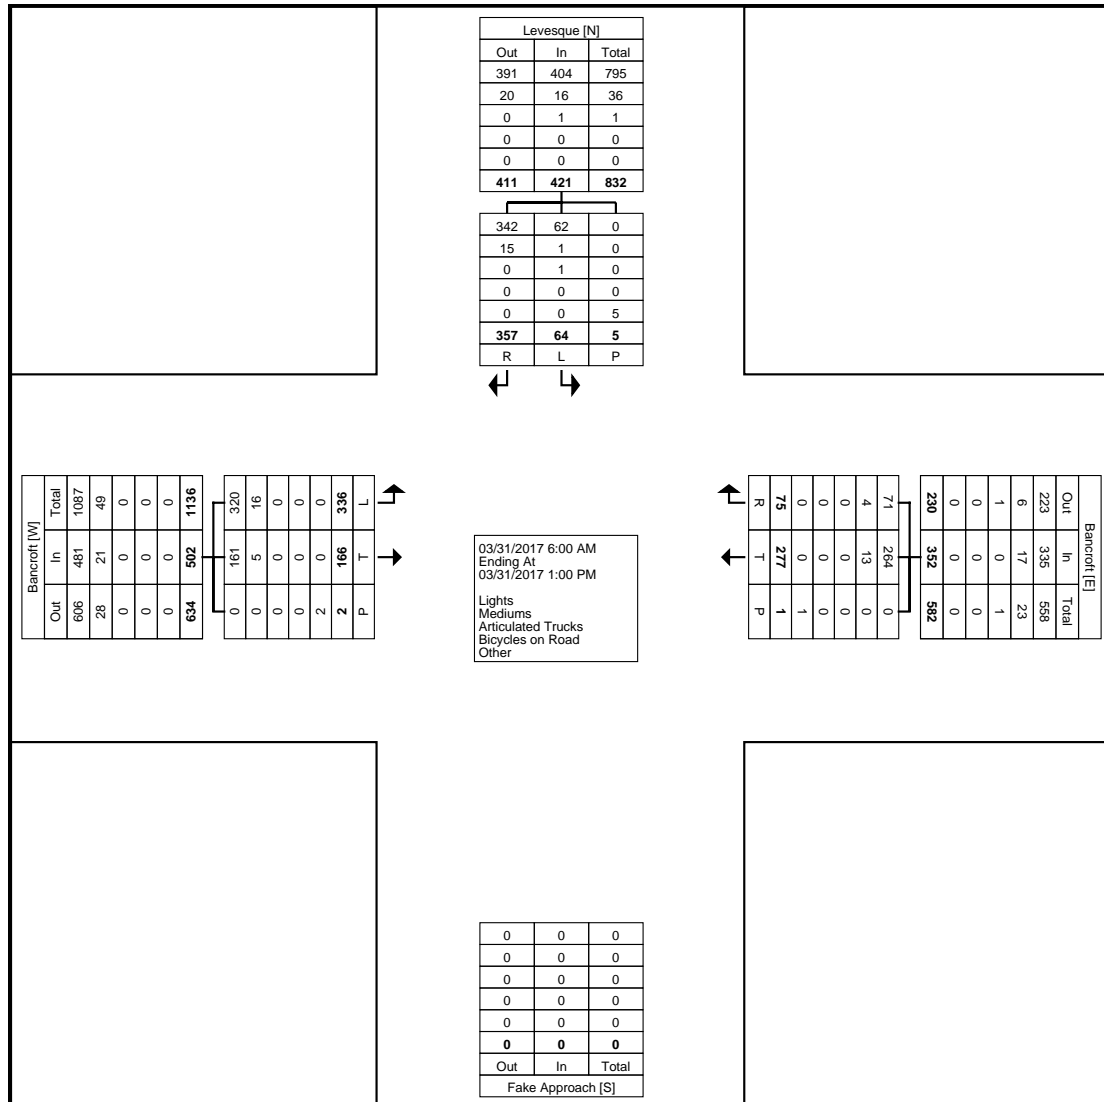 Levesque [N]
Out In Total
391 404 795
20 16 36
0 1 1
0 0 0
0 0 0
411 421 832
342 62 0
15 1 0
0 1 0
0 0 0
0 0 5
357 64 5
R L P
Bancroft [W]
Total In Out
1087 481 606
49 21 28
0 0 0
0 0 0
0 0 0
1136 502 634
320 161 0
16 5 0
0 0 0
0 0 0
0 0 2
336 166 2
L T P
03/31/2017 6:00 AM
Ending At
03/31/2017 1:00 PM
Lights
Mediums
Articulated Trucks
Bicycles on Road
Other
Bancroft [E]
Out In Total
223 335 558
6 17 23
1 0 1
0 0 0
0 0 0
230 352 582
71 264 0
4 13 0
0 0 0
0 0 0
0 0 1
75 277 1
R T P
0 0 0
0 0 0
0 0 0
0 0 0
0 0 0
0 0 0
Out In Total
Fake Approach [S]